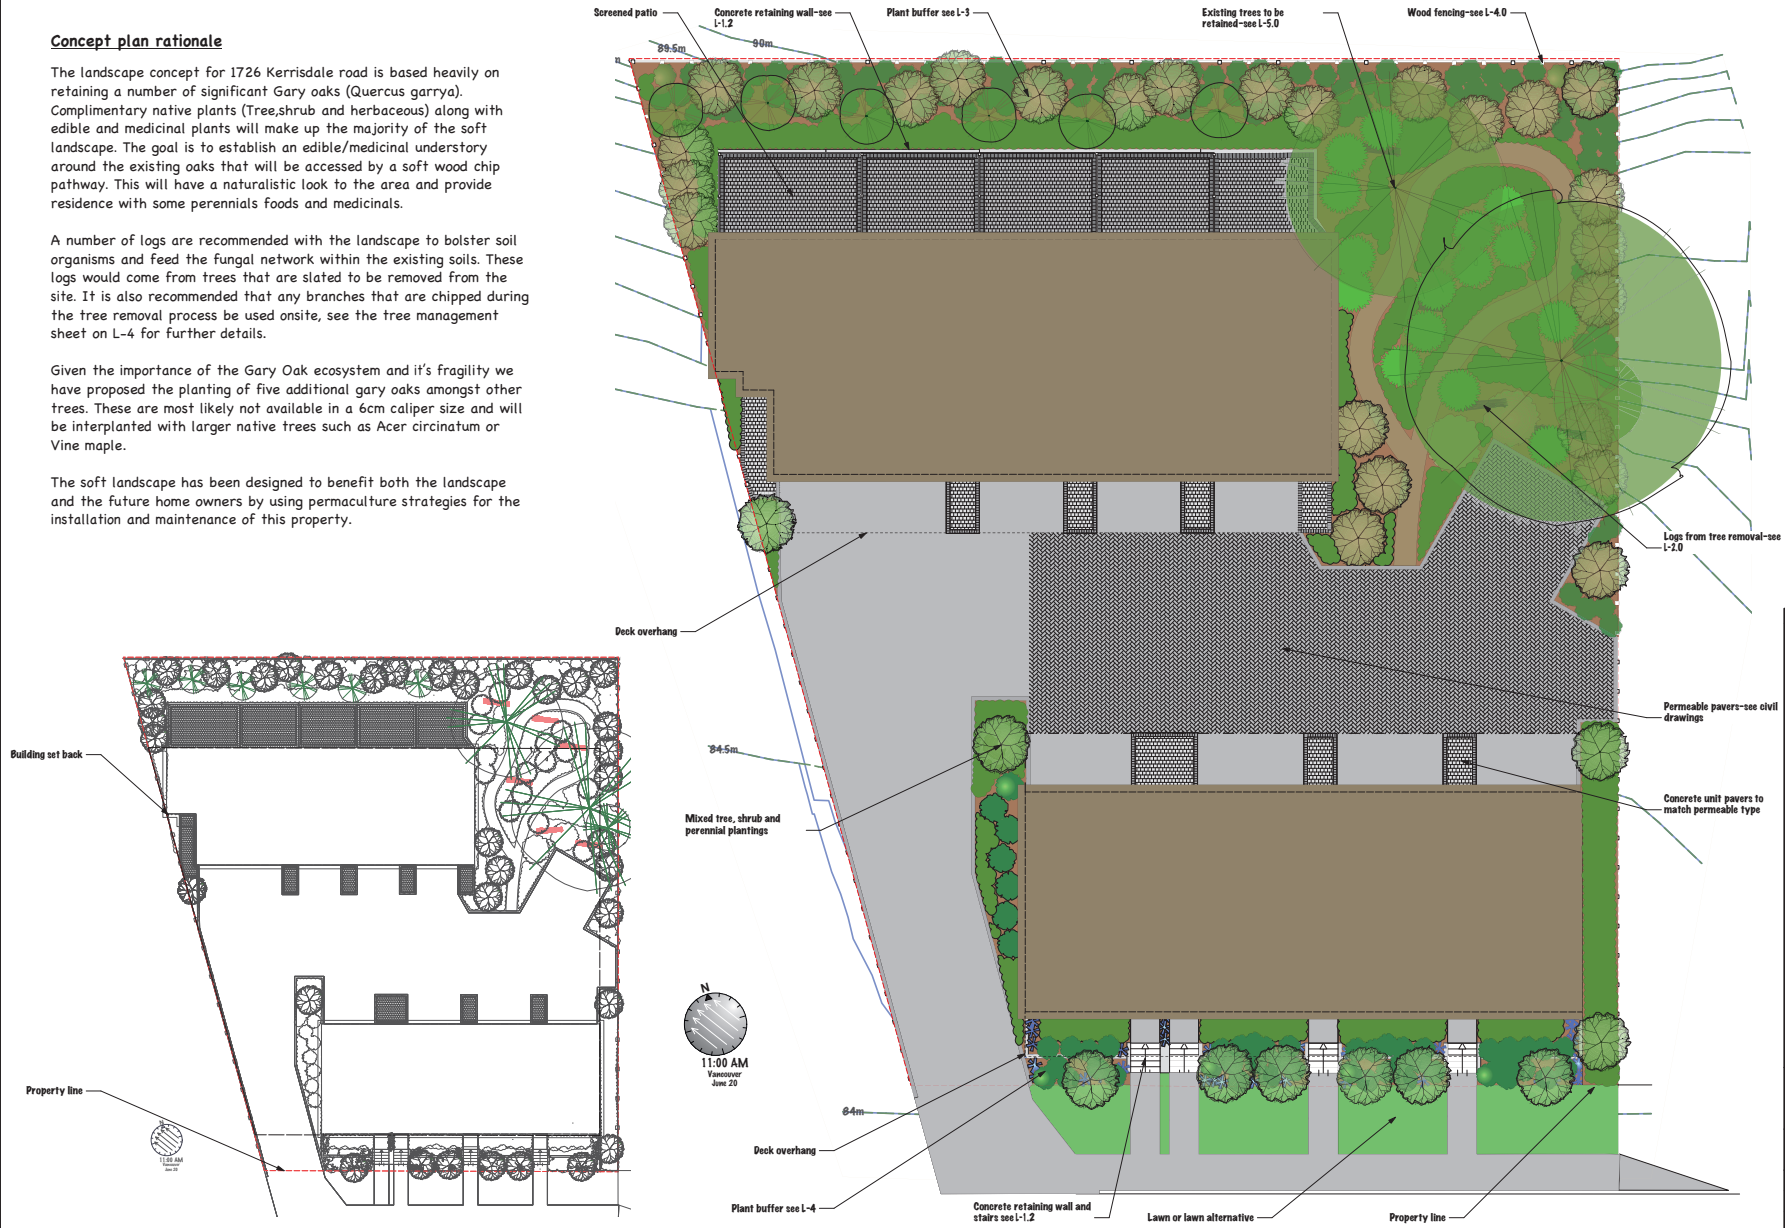 Concept plan rationale
The landscape concept for 1726 Kerrisdale road is based heavily on
retaining a number of significant Gary oaks (Quercus garrya).
Complimentary native plants (Tree,shrub and herbaceous) along with
edible and medicinal plants will make up the majority of the soft
landscape. The goal is to establish an edible/medicinal understory
around the existing oaks that will be accessed by a soft wood chip
pathway. This will have a naturalistic look to the area and provide
residence with some perennials foods and medicinals.
A number of logs are recommended with the landscape to bolster soil
organisms and feed the fungal network within the existing soils. These
logs would come from trees that are slated to be removed from the
site. It is also recommended that any branches that are chipped during
the tree removal process be used onsite, see the tree management
sheet on L-4 for further details.
Given the importance of the Gary Oak ecosystem and it's fragility we
have proposed the planting of five additional gary oaks amongst other
trees. These are most likely not available in a 6cm caliper size and will
be interplanted with larger native trees such as Acer circinatum or
Vine maple.
The soft landscape has been designed to benefit both the landscape
and the future home owners by using permaculture strategies for the
installation and maintenance of this property.
Screened patio
Concrete retaining wall-see
L-1.2
Plant buffer see L-3
Existing trees to be
retained-see L-5.0
Wood fencing-see L-4.0
89.5m
90m
Logs from tree removal-see
L-2.0
Deck overhang
Permeable pavers-see civil
drawings
84.5m
Building set back
Mixed tree, shrub and
perennial plantings
Concrete unit pavers to
match permeable type
N
11:00 AM
Vancouver
June 20
Property line
84m
N
11:00 AM
Vancouver
June 20
Deck overhang
Plant buffer see L-4
Concrete retaining wall and
stairs see L-1.2
Lawn or lawn alternative
Property line